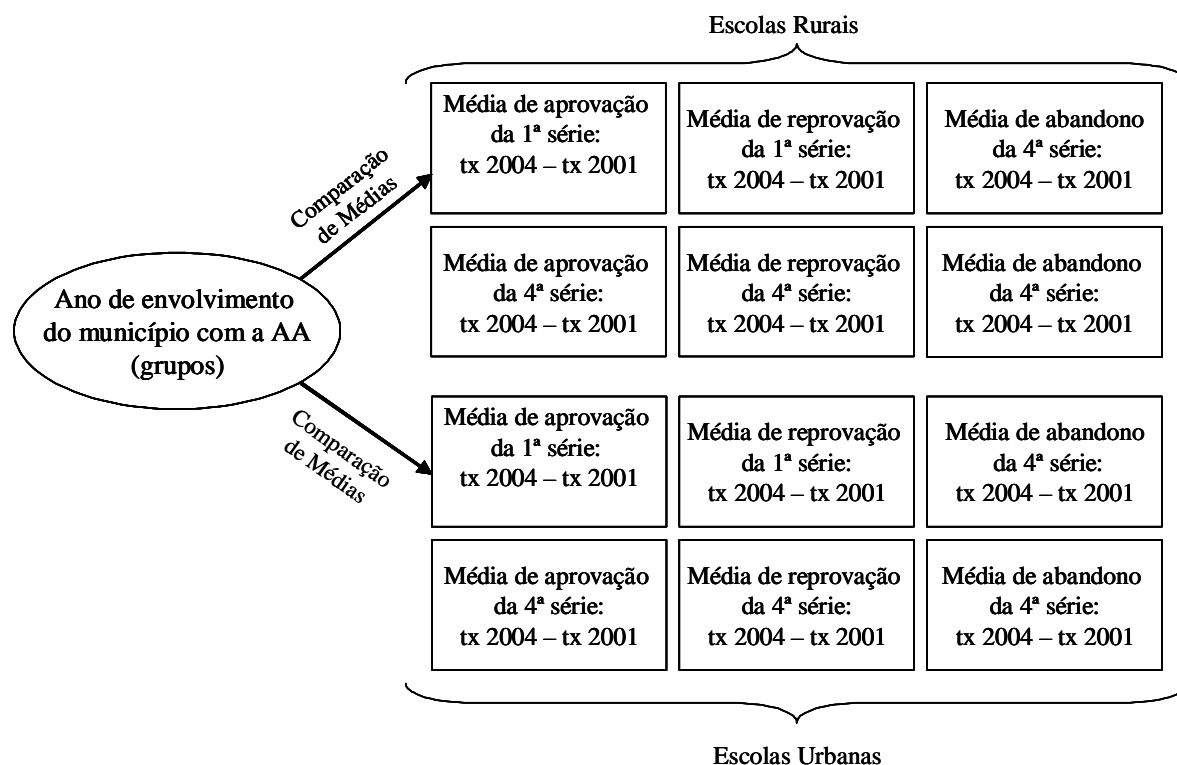 Escolas Rurais
Média de aprovação
da 1ª série:
tx 2004 – tx 2001
Média de reprovação
da 1ª série:
tx 2004 – tx 2001
Média de abandono
da 4ª série:
tx 2004 – tx 2001
Comparação
de Médias
Média de aprovação
da 4ª série:
tx 2004 – tx 2001
Média de reprovação
da 4ª série:
tx 2004 – tx 2001
Média de abandono
da 4ª série:
tx 2004 – tx 2001
Ano de envolvimento
do município com a AA
(grupos)
Comparação
de Médias
Média de aprovação
da 1ª série:
tx 2004 – tx 2001
Média de reprovação
da 1ª série:
tx 2004 – tx 2001
Média de abandono
da 4ª série:
tx 2004 – tx 2001
Média de aprovação
da 4ª série:
tx 2004 – tx 2001
Média de reprovação
da 4ª série:
tx 2004 – tx 2001
Média de abandono
da 4ª série:
tx 2004 – tx 2001
Escolas Urbanas